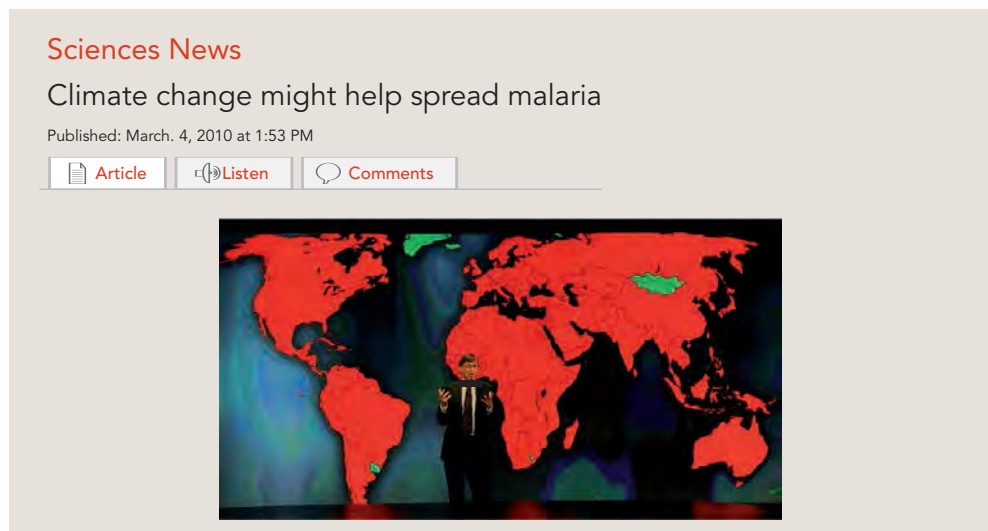 Sciences News
Climate change might help spread malaria
Published: March. 4, 2010 at 1:53 PM
Article Listen Comments